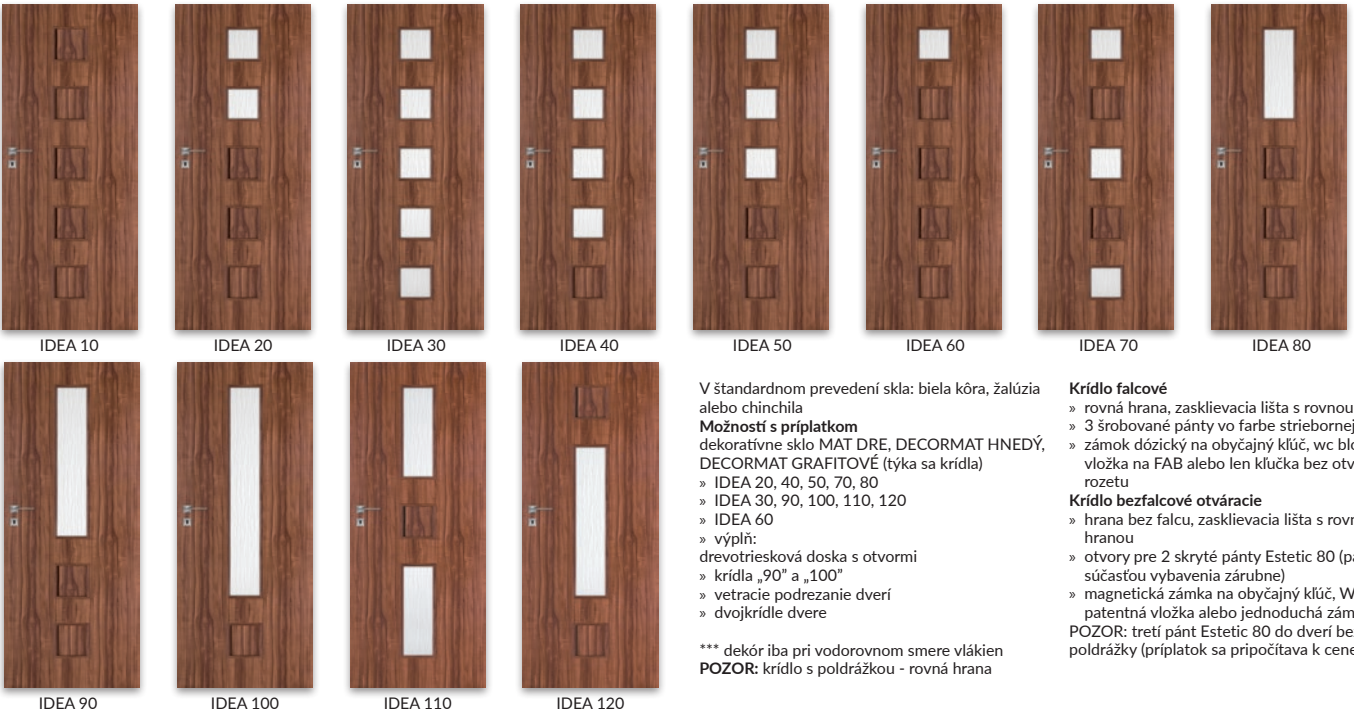 IDEA 10
IDEA 20
IDEA 30
IDEA 40
IDEA 50
IDEA 60
IDEA 70
IDEA 80
IDEA 90
IDEA 100
IDEA 110
IDEA 120
V štandardnom prevedení skla: biela kôra, žalúzia
alebo chinchila
Možností s príplatkom
dekoratívne sklo MAT DRE, DECORMAT HNEDÝ,
DECORMAT GRAFITOVÉ (týka sa krídla)
» IDEA 20, 40, 50, 70, 80
» IDEA 30, 90, 100, 110, 120
» IDEA 60
» výplň:
drevotriesková doska s otvormi
» krídla „90” a „100”
» vetracie podrezanie dverí
» dvojkrídle dvere
*** dekór iba pri vodorovnom smere vlákien
POZOR: krídlo s poldrážkou - rovná hrana
Krídlo falcové
» rovná hrana, zasklievacia lišta s rovnou
» 3 šrobované pánty vo farbe striebornej
» zámok dózický na obyčajný kľúč, wc
vložka na FAB alebo len kľučka bez
rozetu
Krídlo bezfalcové otváracie
» hrana bez falcu, zasklievacia lišta s
hranou
» otvory pre 2 skryté pánty Estetic 80
súčasťou vybavenia zárubne)
» magnetická zámka na obyčajný kľúč,
patentná vložka alebo jednoduchá
POZOR: tretí pánt Estetic 80 do dverí
poldrážky (príplatok sa pripočítava k